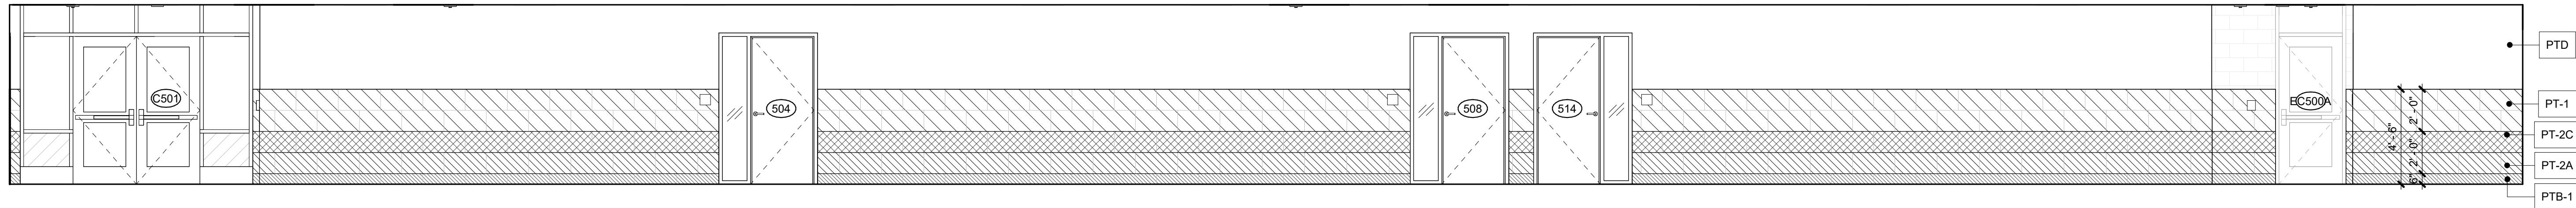 C501
504
508
514
EC500A
4' - 6"
2' - 0"
2' - 0"
6"
PTD
PT-1
PT-2C
PT-2A
PTB-1